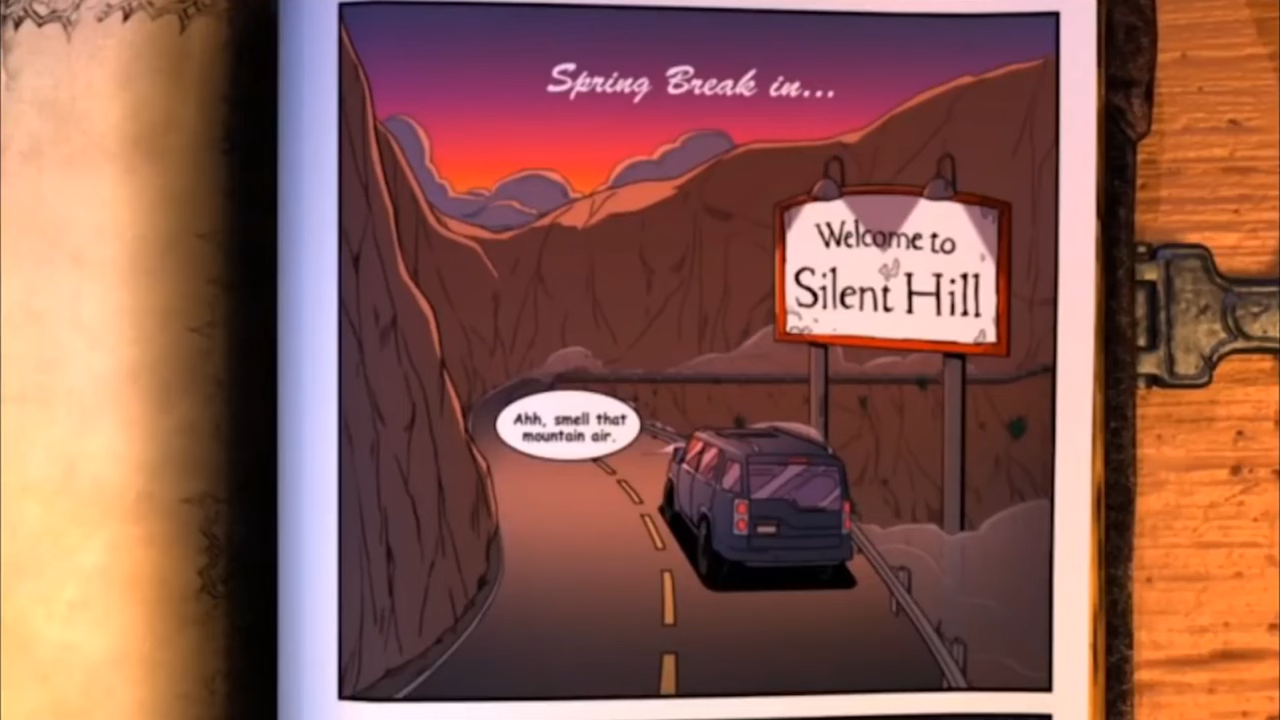 Spring Break in...
Welcome to
Silent Hill
Ahh, smell that
mountain air.